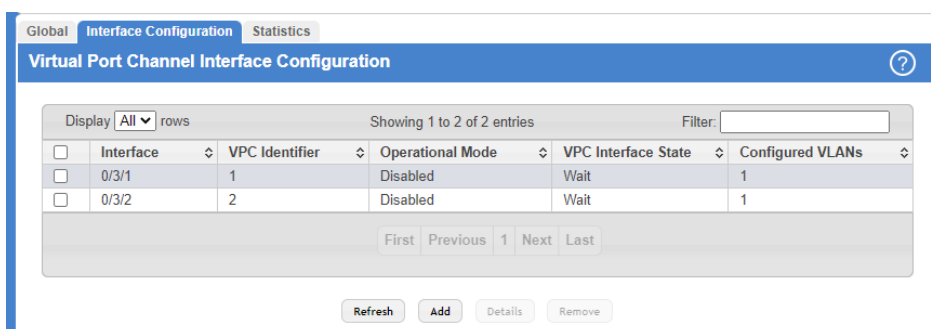 Global Interface Configuration Statistics
Virtual Port Channel Interface Configuration ?
Display All rows Showing 1 to 2 of 2 entries Filter:
Interface VPC Identifier Operational Mode VPC Interface State Configured VLANs
0/3/1 1 Disabled Wait 1
0/3/2 2 Disabled Wait 1
First Previous 1 Next Last
Refresh Add Details Remove